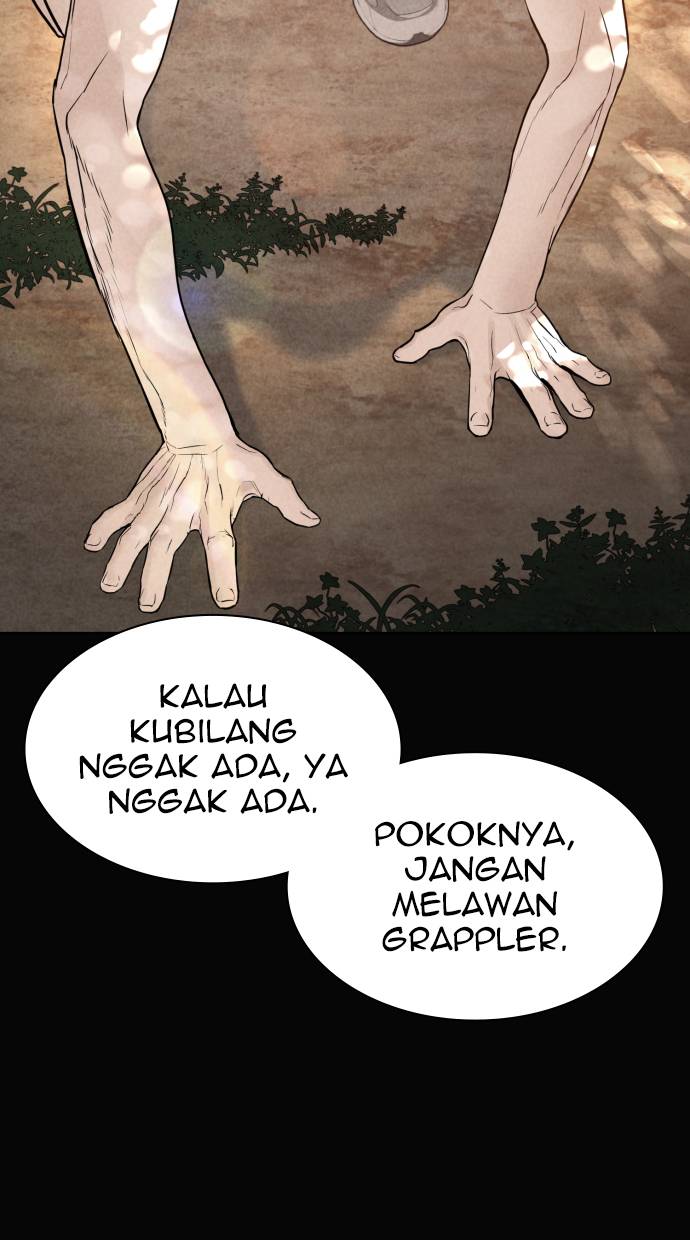 KALAU
KUBILANG
NGGAK ADA, YA
NGGAK ADA.
POKOKNYA,
JANGAN
MELAWAN
GRAPPLER.